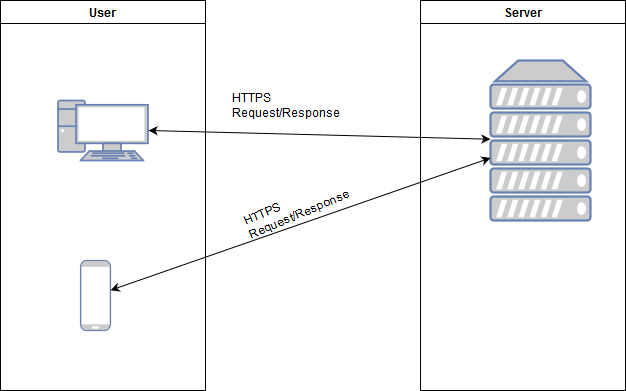 User
Server
HTTPS
Request/Response
HTTPS
Request/Response